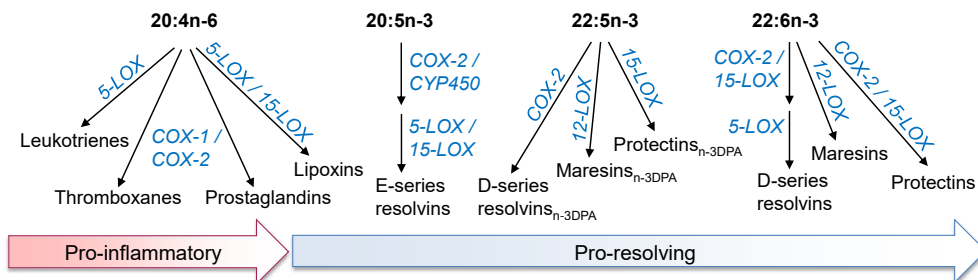 20:4n-6
20:5n-3
22:5n-3
22:6n-3
5-LOX
COX-1 /
COX-2
5-LOX / 15-LOX
Leukotrienes
Thromboxanes
Prostaglandins
Lipoxins
COX-2 /
CYP450
5-LOX /
15-LOX
E-series
resolvins
COX-2
12-LOX
15-LOX
D-series
resolvins n-3DPA
Maresins n-3DPA
Protectins n-3DPA
COX-2 /
15-LOX
5-LOX
12-LOX
COX-2 / 15-LOX
D-series
resolvins
Maresins
Protectins
Pro-inflammatory
Pro-resolving